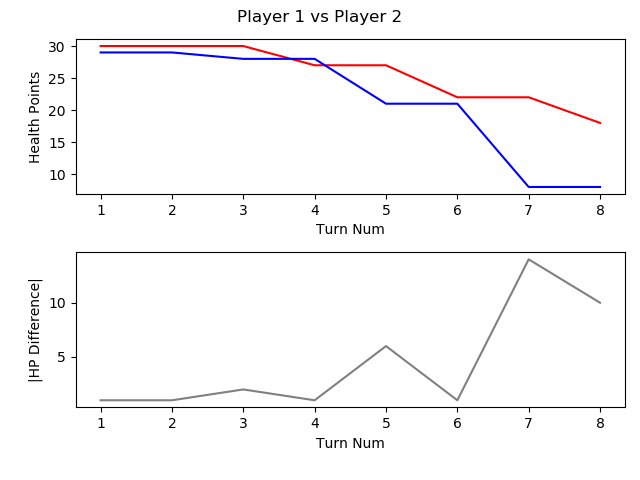 Player 1 vs Player 2
30
25
20
15
10
Health Points
1 2 3 4 5 6 7 8
Turn Num
10
5
|HP Difference|
1 2 3 4 5 6 7 8
Turn Num